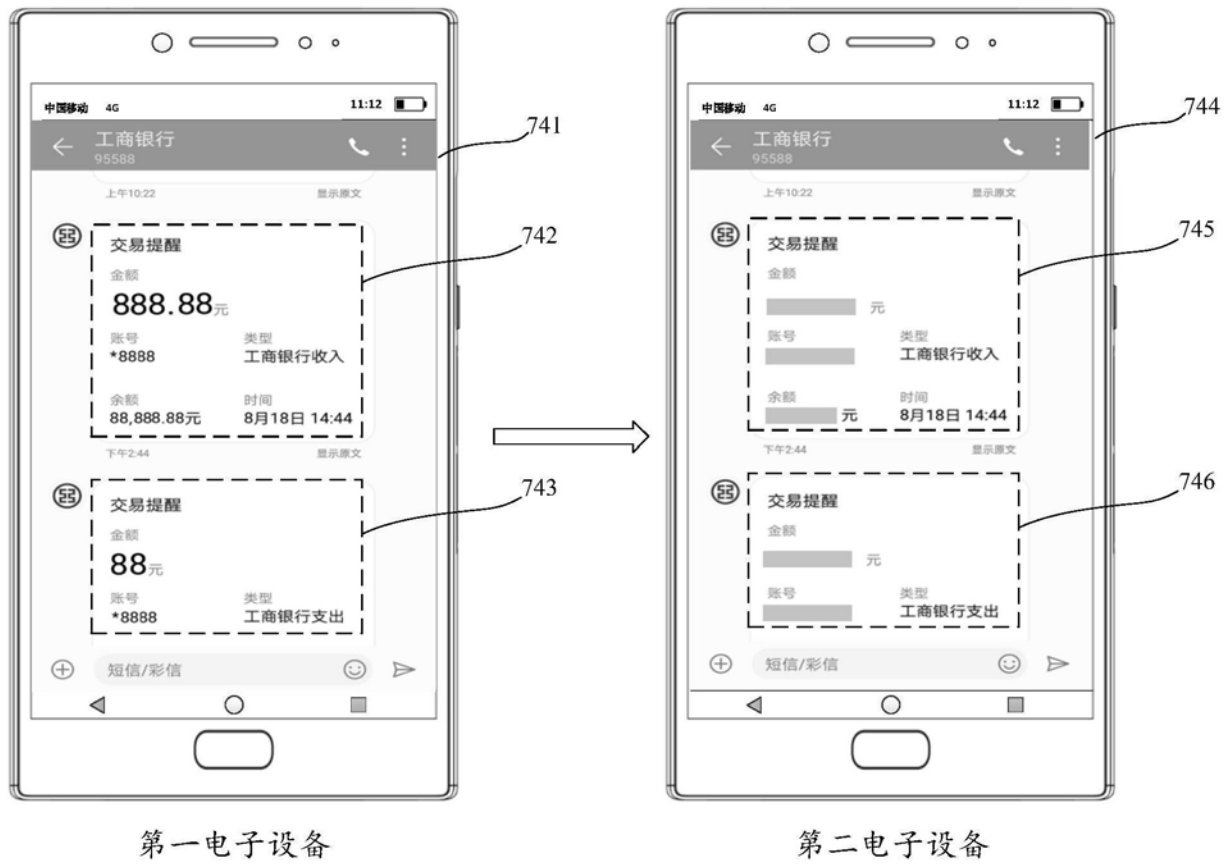 中国移动 4G 11:12
工商银行
95588
741
上午10:22 显示原文
交易提醒
742
金额
888.88元
账号 类型
*8888 工商银行收入
余额 时间
88,888.88元 8月18日 14:44
下午2:44 显示原文
交易提醒
743
金额
88元
账号 类型
*8888 工商银行支出
短信/彩信
第一电子设备
中国移动 4G 11:12
744
工商银行
95588
上午10:22 显示原文
交易提醒
745
金额
元
账号 类型
工商银行收入
余额 时间
元 8月18日 14:44
下午2:44 显示原文
交易提醒
746
金额
元
账号 类型
工商银行支出
短信/彩信
第二电子设备